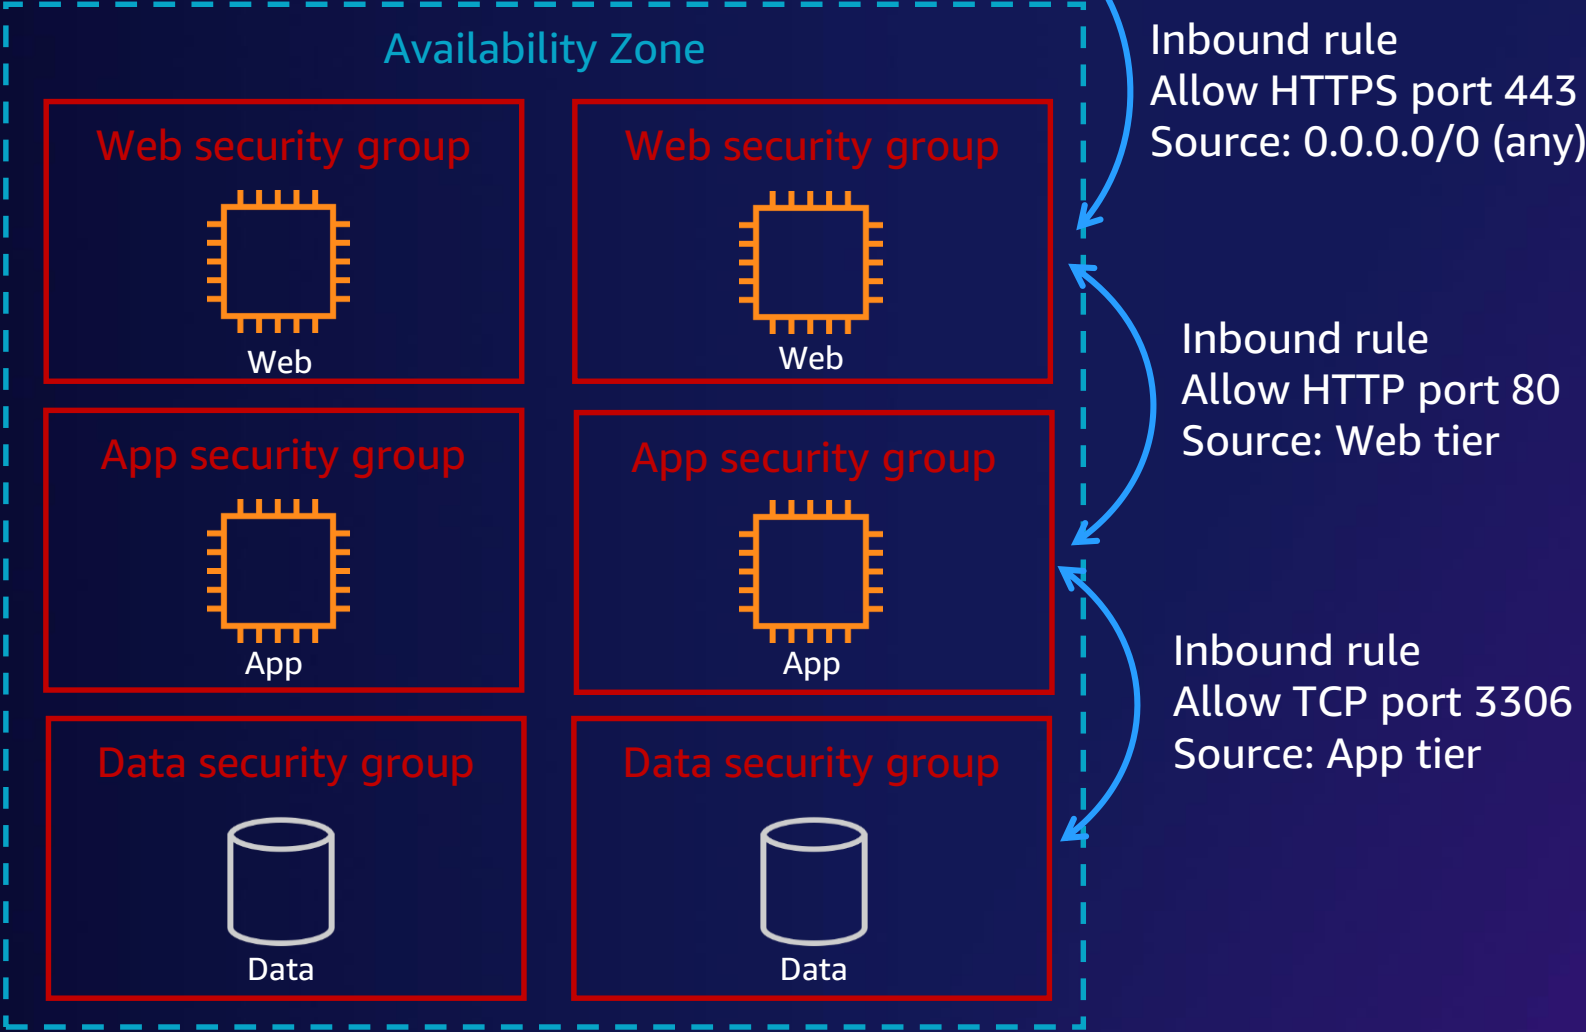 Availability Zone
Web security group
Web
Web security group
Web
App security group
App
App security group
App
Data security group
Data
Data security group
Data
Inbound rule
Allow HTTPS port 443
Source: 0.0.0.0/0 (any)
Inbound rule
Allow HTTP port 80
Source: Web tier
Inbound rule
Allow TCP port 3306
Source: App tier